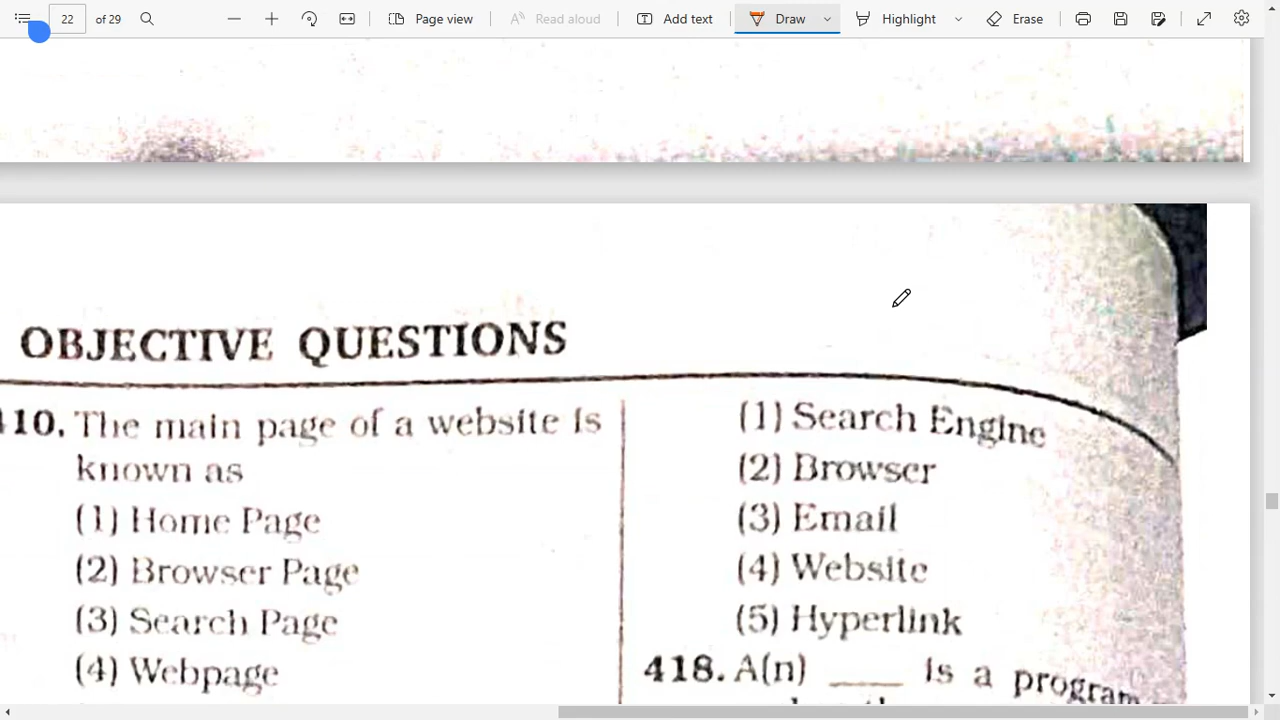 22 of 29 Page view Read aloud Add text Draw Highlight Erase
OBJECTIVE QUESTIONS
410. The main page of a website is
known as
(1) Home Page
(2) Browser Page
(3) Search Page
(4) Webpage
(1) Search Engine
(2) Browser
(3) Email
(4) Website
(5) Hyperlink
418. A(n) ____ is a program